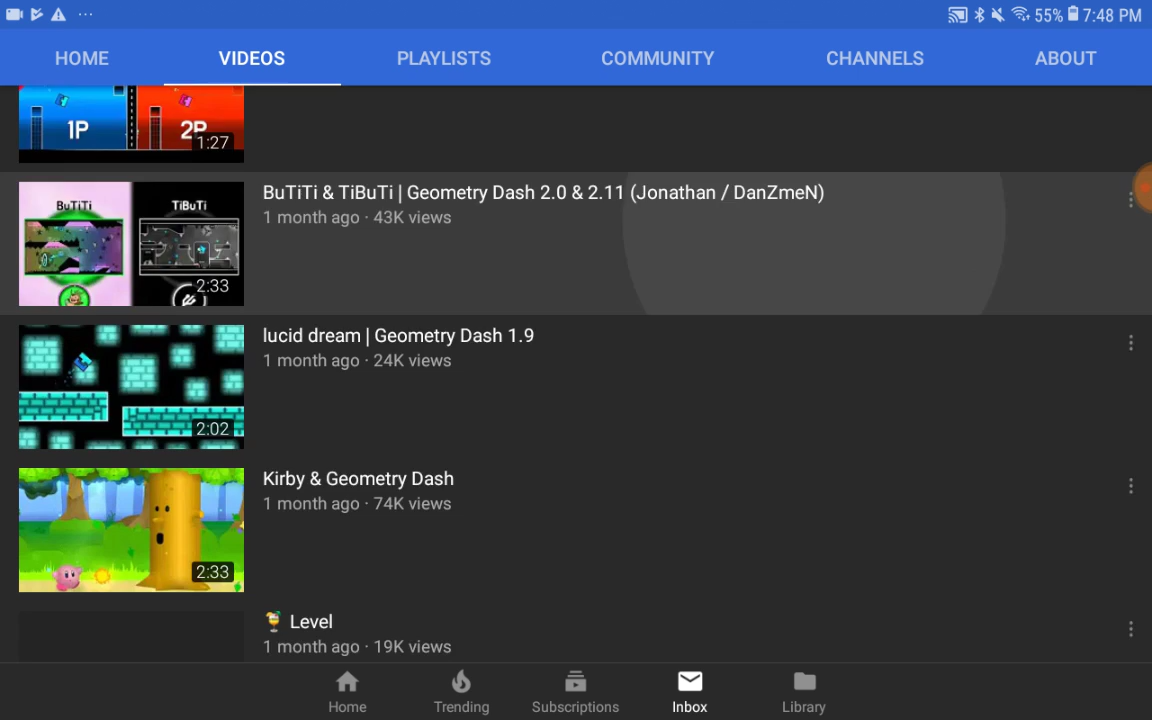 55% 7:48 PM
HOME VIDEOS PLAYLISTS COMMUNITY CHANNELS ABOUT
1P 2P
1:27
BuTiTi TiBuTi
2:33
BuTiTi & TiBuTi | Geometry Dash 2.0 & 2.11 (Jonathan / DanZmeN)
1 month ago · 43K views
lucid dream | Geometry Dash 1.9
1 month ago · 24K views
2:02
Kirby & Geometry Dash
1 month ago · 74K views
2:33
🍹 Level
1 month ago · 19K views
Home Trending Subscriptions Inbox Library